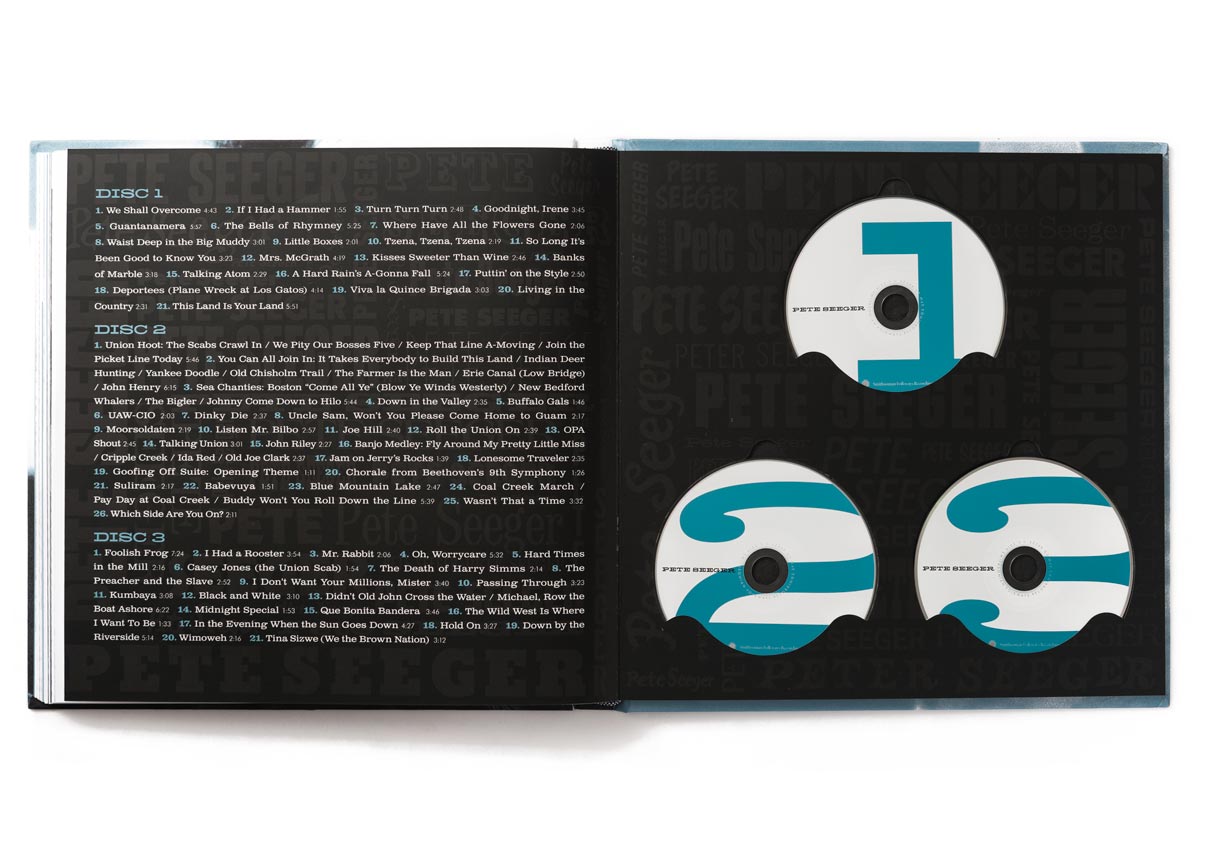 DISC 1
1. We Shall Overcome 4:43 2. If I Had a Hammer 1:55 3. Turn Turn Turn 2:48 4. Goodnight, Irene 3:45
5. Guantanamera 5:57 6. The Bells of Rhymney 5:25 7. Where Have All the Flowers Gone 2:06
8. Waist Deep in the Big Muddy 3:01 9. Little Boxes 2:01 10. Tzena, Tzena, Tzena 2:19 11. So Long It's
Been Good to Know You 3:23 12. Mrs. McGrath 4:19 13. Kisses Sweeter Than Wine 2:46 14. Banks
of Marble 3:18 15. Talking Atom 2:29 16. A Hard Rain's A-Gonna Fall 5:24 17. Puttin' on the Style 2:50
18. Deportees (Plane Wreck at Los Gatos) 4:14 19. Viva la Quince Brigada 3:03 20. Living in the
Country 2:31 21. This Land Is Your Land 5:51
DISC 2
1. Union Hoot: The Scabs Crawl In / We Pity Our Bosses Five / Keep That Line A-Moving / Join the
Picket Line Today 5:46 2. You Can All Join In: It Takes Everybody to Build This Land / Indian Deer
Hunting / Yankee Doodle / Old Chisholm Trail / The Farmer Is the Man / Erie Canal (Low Bridge)
/ John Henry 6:15 3. Sea Chanties: Boston "Come All Ye" (Blow Ye Winds Westerly) / New Bedford
Whalers / The Bigler / Johnny Come Down to Hilo 5:44 4. Down in the Valley 2:35 5. Buffalo Gals 1:46
6. UAW-CIO 2:03 7. Dinky Die 2:37 8. Uncle Sam, Won't You Please Come Home to Guam 2:17
9. Moorsoldaten 2:19 10. Listen Mr. Bilbo 2:57 11. Joe Hill 2:40 12. Roll the Union On 2:39 13. OPA
Shout 2:45 14. Talking Union 3:01 15. John Riley 2:27 16. Banjo Medley: Fly Around My Pretty Little Miss
/ Cripple Creek / Ida Red / Old Joe Clark 2:37 17. Jam on Jerry's Rocks 1:39 18. Lonesome Traveler 2:35
19. Goofing Off Suite: Opening Theme 1:11 20. Chorale from Beethoven's 9th Symphony 1:26
21. Suliram 2:17 22. Babevuya 1:51 23. Blue Mountain Lake 2:47 24. Coal Creek March /
Pay Day at Coal Creek / Buddy Won't You Roll Down the Line 5:39 25. Wasn't That a Time 3:32
26. Which Side Are You On? 2:11
DISC 3
1. Foolish Frog 7:24 2. I Had a Rooster 3:54 3. Mr. Rabbit 2:06 4. Oh, Worrycare 5:32 5. Hard Times
in the Mill 2:16 6. Casey Jones (the Union Scab) 1:54 7. The Death of Harry Simms 2:14 8. The
Preacher and the Slave 2:52 9. I Don't Want Your Millions, Mister 3:40 10. Passing Through 3:23
11. Kumbaya 3:08 12. Black and White 3:10 13. Didn't Old John Cross the Water / Michael, Row the
Boat Ashore 6:22 14. Midnight Special 1:53 15. Que Bonita Bandera 3:46 16. The Wild West Is Where
I Want to Be 1:33 17. In the Evening When the Sun Goes Down 4:27 18. Hold On 3:27 19. Down by the
Riverside 5:14 20. Wimoweh 2:16 21. Tina Sizwe (We the Brown Nation) 3:12
PETE SEEGER
1
PETE SEEGER
2
PETE SEEGER
3
PETE SEEGER